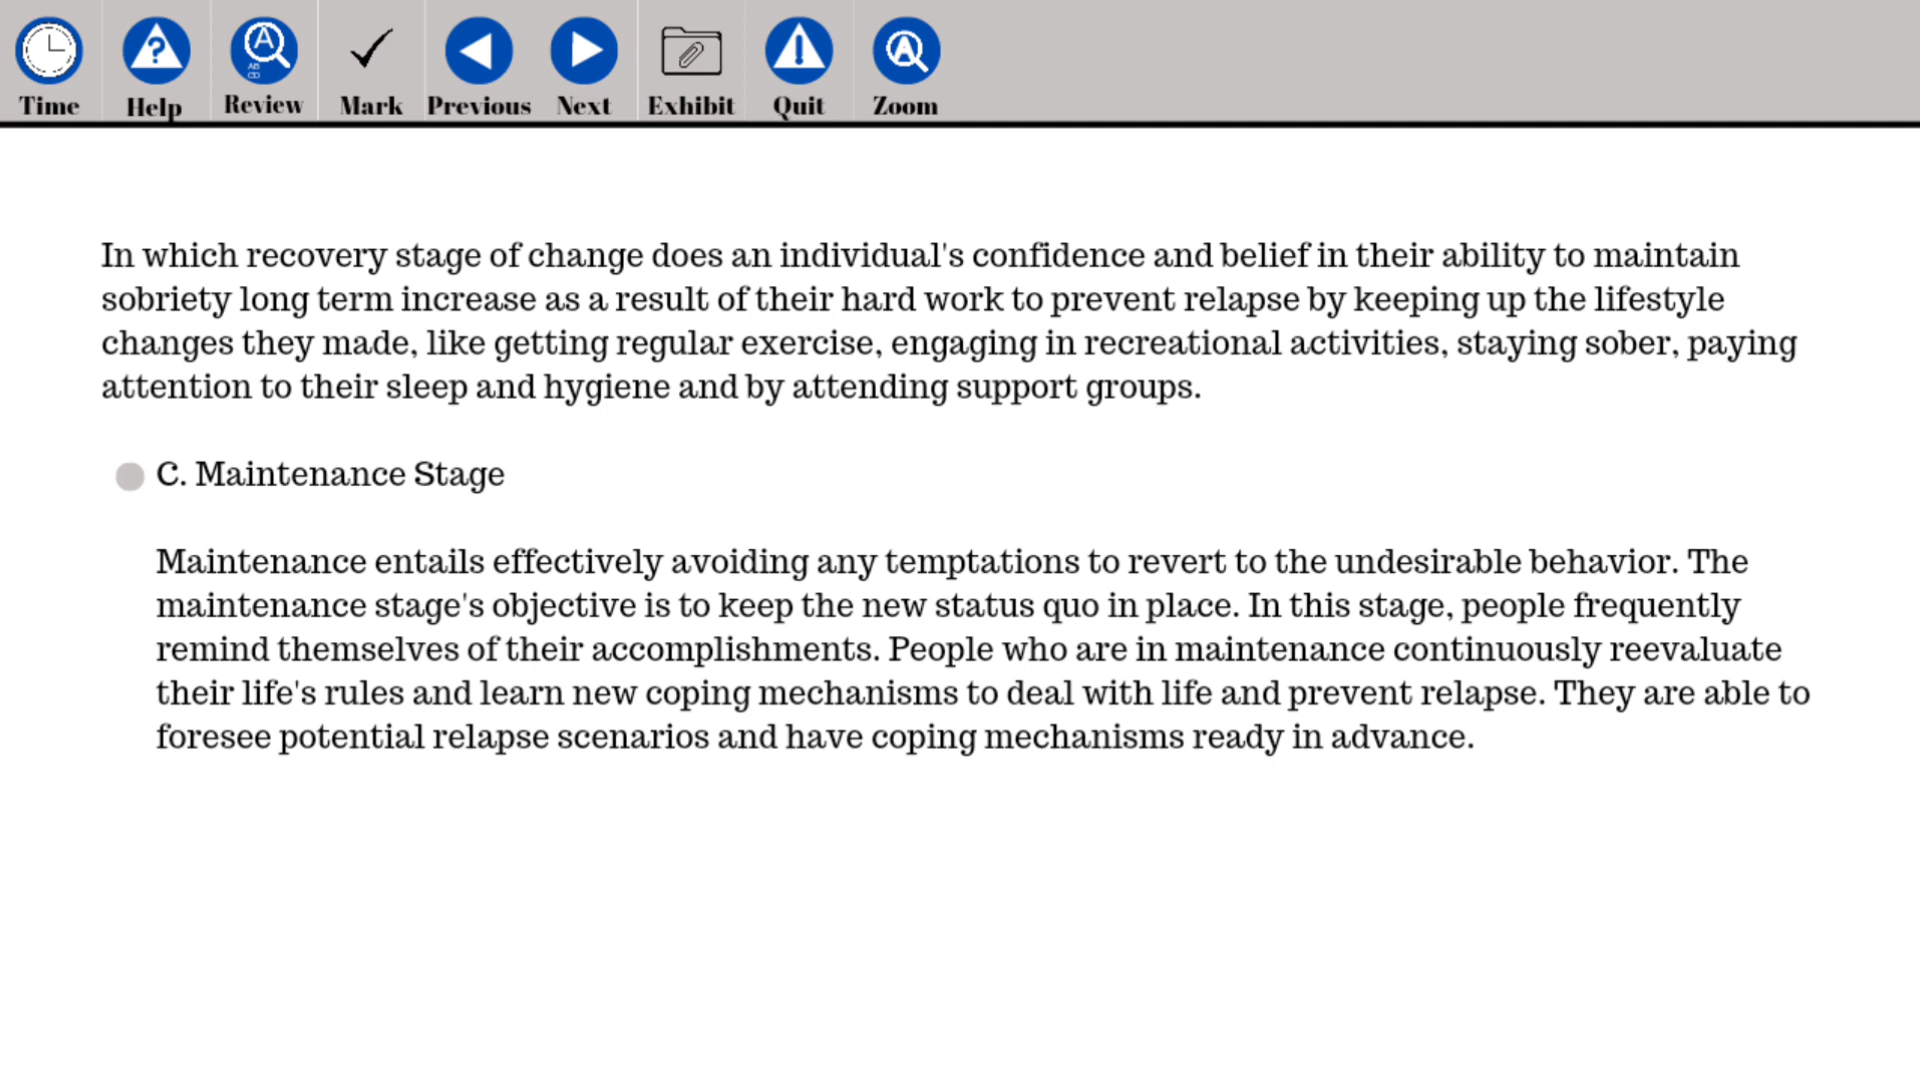 Time Help Review Mark Previous Next Exhibit Quit Zoom
In which recovery stage of change does an individual's confidence and belief in their ability to maintain
sobriety long term increase as a result of their hard work to prevent relapse by keeping up the lifestyle
changes they made, like getting regular exercise, engaging in recreational activities, staying sober, paying
attention to their sleep and hygiene and by attending support groups.
C. Maintenance Stage
Maintenance entails effectively avoiding any temptations to revert to the undesirable behavior. The
maintenance stage's objective is to keep the new status quo in place. In this stage, people frequently
remind themselves of their accomplishments. People who are in maintenance continuously reevaluate
their life's rules and learn new coping mechanisms to deal with life and prevent relapse. They are able to
foresee potential relapse scenarios and have coping mechanisms ready in advance.